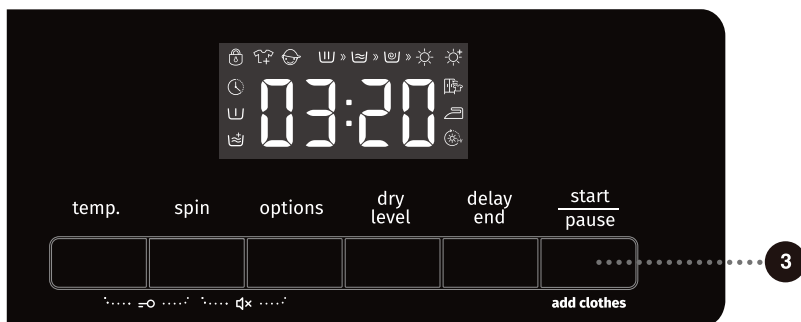 03:20
temp.
spin
options
dry
level
delay
end
start
pause
3
add clothes